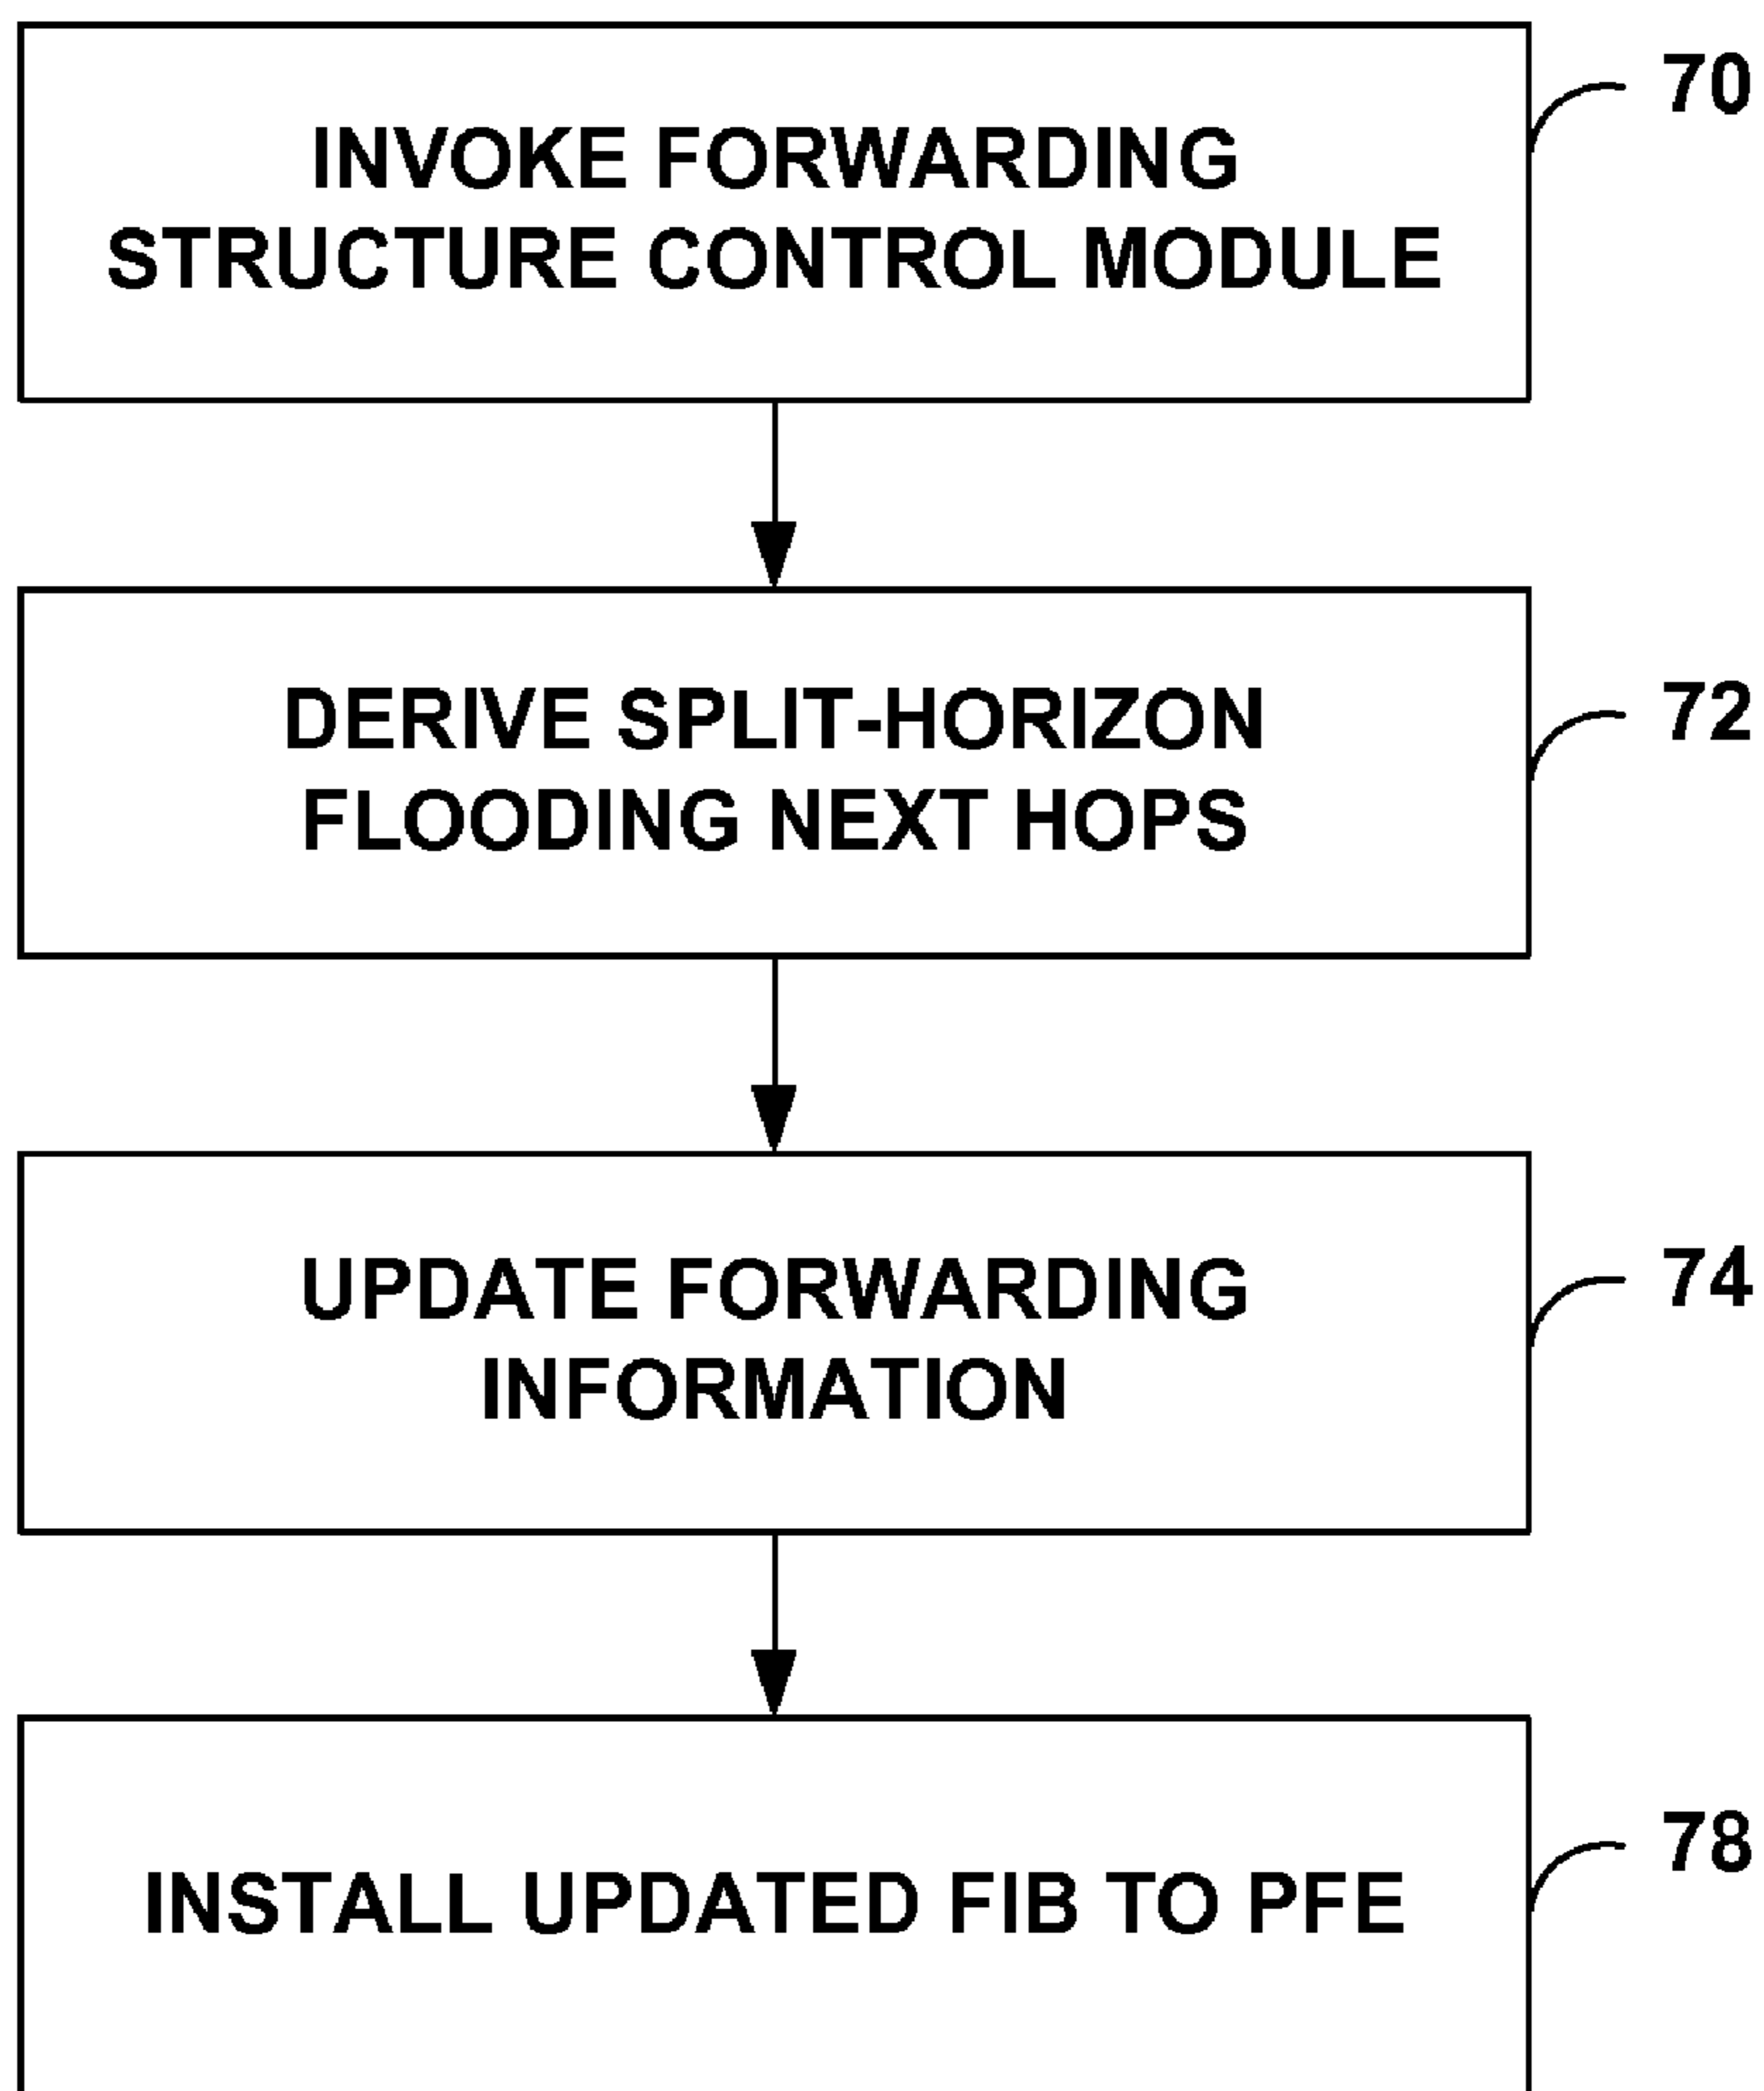 70
INVOKE FORWARDING
STRUCTURE CONTROL MODULE
72
DERIVE SPLIT-HORIZON
FLOODING NEXT HOPS
74
UPDATE FORWARDING
INFORMATION
78
INSTALL UPDATED FIB TO PFE